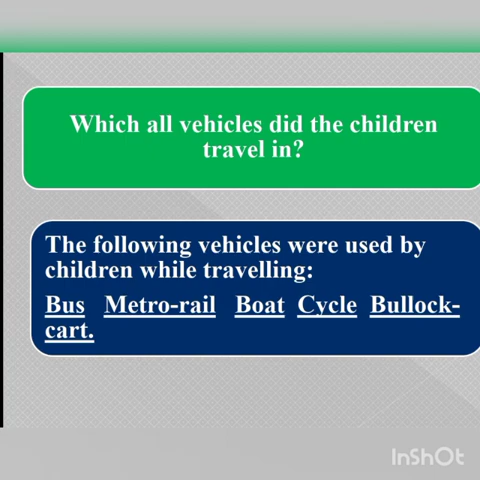 Which all vehicles did the children
travel in?
The following vehicles were used by
children while travelling:
Bus Metro-rail Boat Cycle Bullock-
cart.
InShOt